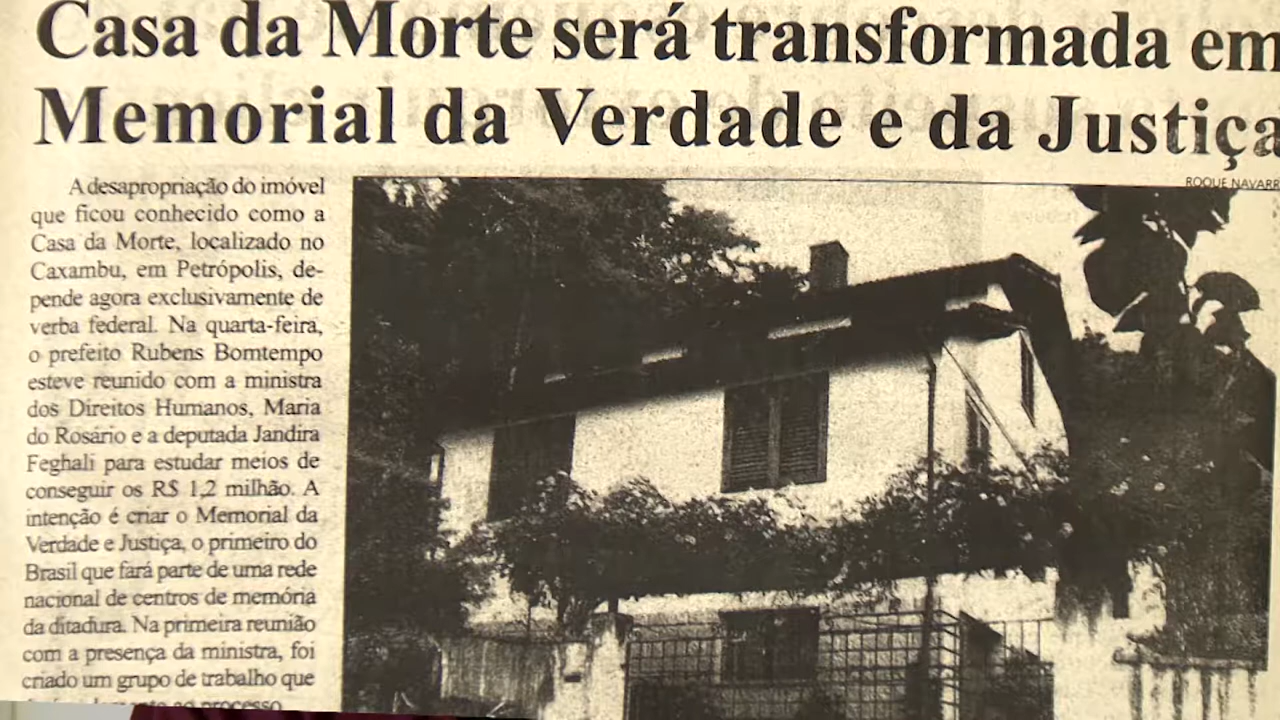 Casa da Morte será transformada em
Memorial da Verdade e da Justiça
ROQUE NAVARR
A desapropriação do imóvel
que ficou conhecido como a
Casa da Morte, localizado no
Caxambu, em Petrópolis, de-
pende agora exclusivamente de
verba federal. Na quarta-feira,
o prefeito Rubens Bomtempo
esteve reunido com a ministra
dos Direitos Humanos, Maria
do Rosário e a deputada Jandira
Feghali para estudar meios de
conseguir os R$ 1,2 milhão. A
intenção é criar o Memorial da
Verdade e Justiça, o primeiro do
Brasil que fará parte de uma rede
nacional de centros de memória
da ditadura. Na primeira reunião
com a presença da ministra, foi
criado um grupo de trabalho que
ao processo